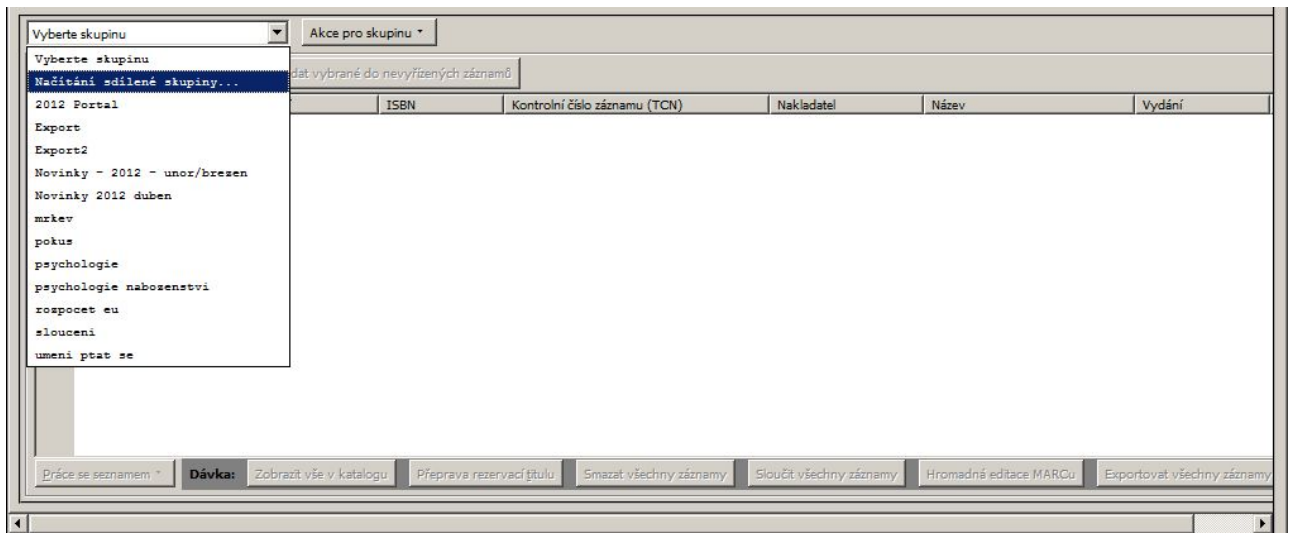 Vyberte skupinu Akce pro skupinu
Vyberte skupinu
Načítání sdílené skupiny...
dat vybrané do nevyřízených záznamů
2012 Portal
ISBN Kontrolní číslo záznamu (TCN) Nakladatel Název Vydání
Export
Export2
Novinky - 2012 - unor/brezen
Novinky 2012 duben
mrkev
pokus
psychologie
psychologie nabozenstvi
rozpocet eu
slouceni
umeni ptat se
Práce se seznamem Dávka: Zobrazit vše v katalogu Přeprava rezervací titulu Smazat všechny záznamy Sloučit všechny záznamy Hromadná editace MARCu Exportovat všechny záznamy